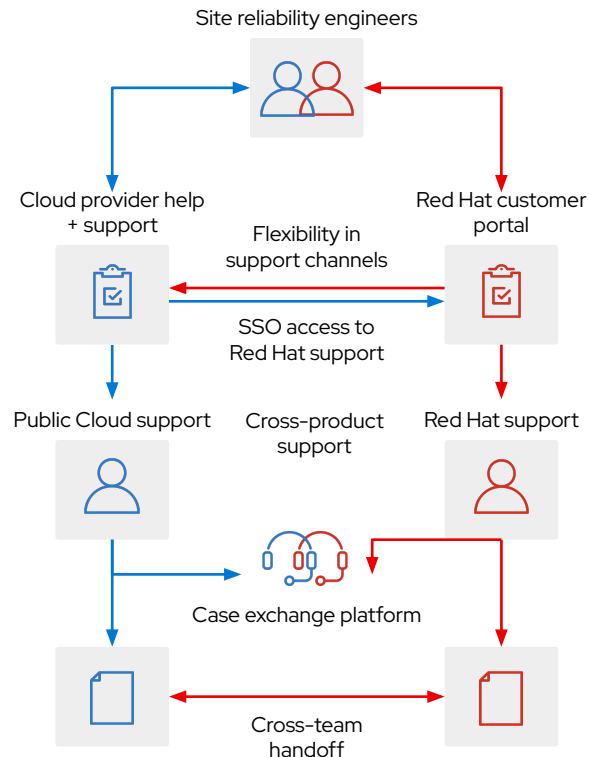 Site reliability engineers
Cloud provider help
+ support
Red Hat customer
portal
Flexibility in
support channels
SSO access to
Red Hat support
Public Cloud support
Cross-product
support
Red Hat support
Case exchange platform
Cross-team
handoff